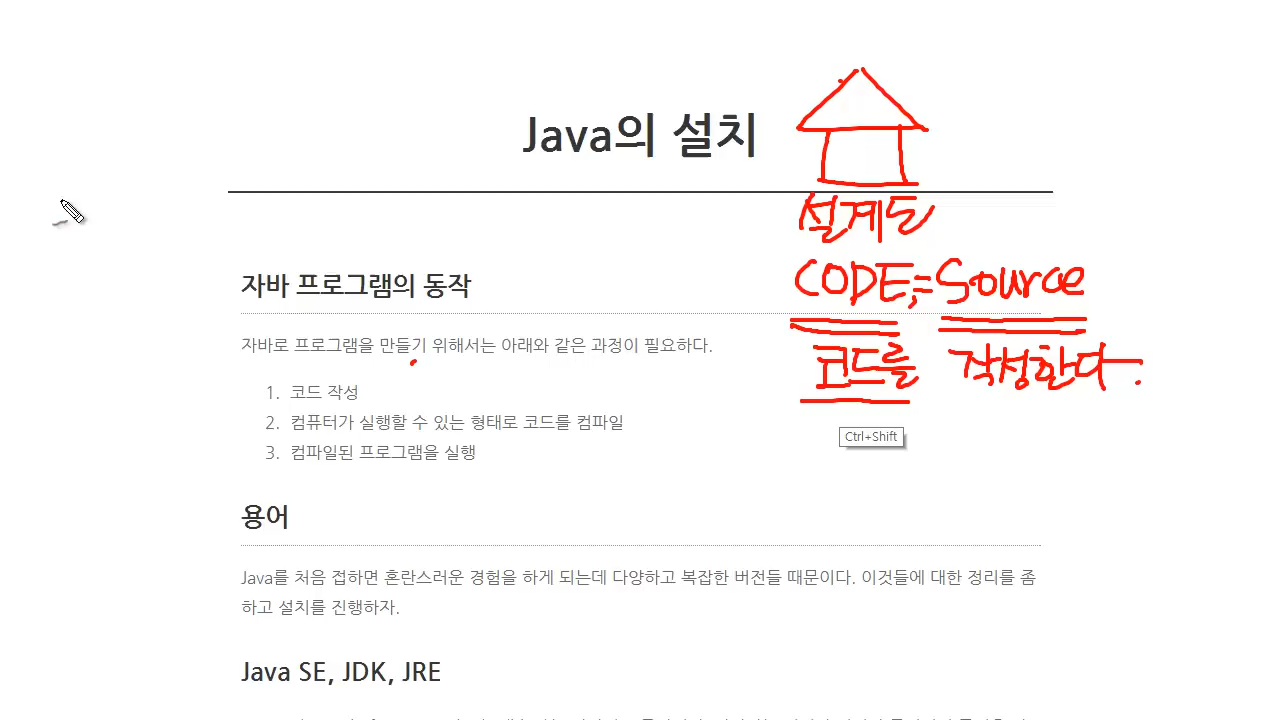 Java의 설치
설계도
CODE, = Source
코드를 작성한다.
Ctrl+Shift
자바 프로그램의 동작
자바로 프로그램을 만들기 위해서는 아래와 같은 과정이 필요하다.
1. 코드 작성
2. 컴퓨터가 실행할 수 있는 형태로 코드를 컴파일
3. 컴파일된 프로그램을 실행
용어
Java를 처음 접하면 혼란스러운 경험을 하게 되는데 다양하고 복잡한 버전들 때문이다. 이것들에 대한 정리를 좀
하고 설치를 진행하자.
Java SE, JDK, JRE